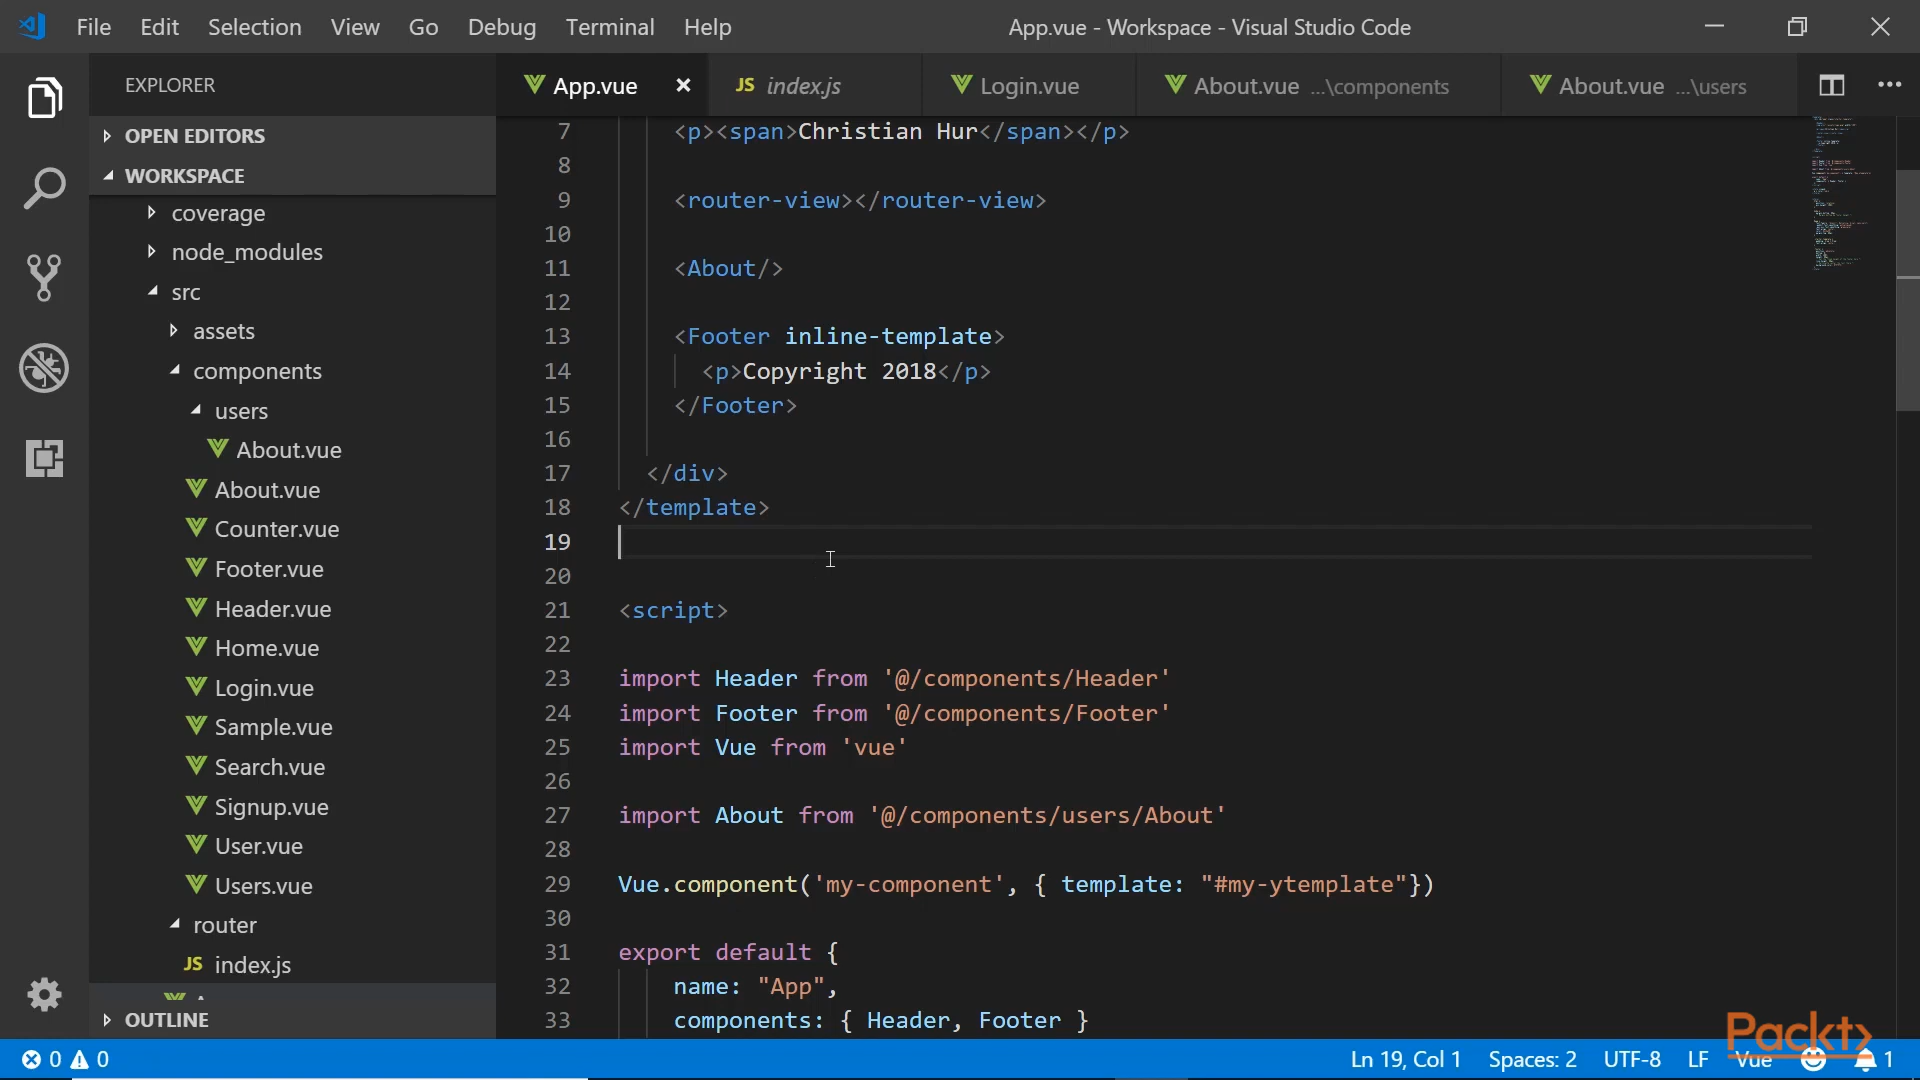 File Edit Selection View Go Debug Terminal Help
App.vue - Workspace - Visual Studio Code
EXPLORER
OPEN EDITORS
WORKSPACE
coverage
node_modules
src
assets
components
users
About.vue
About.vue
Counter.vue
Footer.vue
Header.vue
Home.vue
Login.vue
Sample.vue
Search.vue
Signup.vue
User.vue
Users.vue
router
JS index.js
OUTLINE
App.vue
JS index.js
Login.vue
About.vue ...\components
About.vue ...\users
7 <p><span>Christian Hur</span></p>
8
9 <router-view></router-view>
10
11 <About/>
12
13 <Footer inline-template>
14 <p>Copyright 2018</p>
15 </Footer>
16
17 </div>
18 </template>
19
20
21 <script>
22
23 import Header from '@/components/Header'
24 import Footer from '@/components/Footer'
25 import Vue from 'vue'
26
27 import About from '@/components/users/About'
28
29 Vue.component('my-component', { template: "#my-ytemplate"})
30
31 export default {
32 name: "App",
33 components: { Header, Footer }
Packt>
0 0
Ln 19, Col 1 Spaces: 2 UTF-8 LF Vue 1